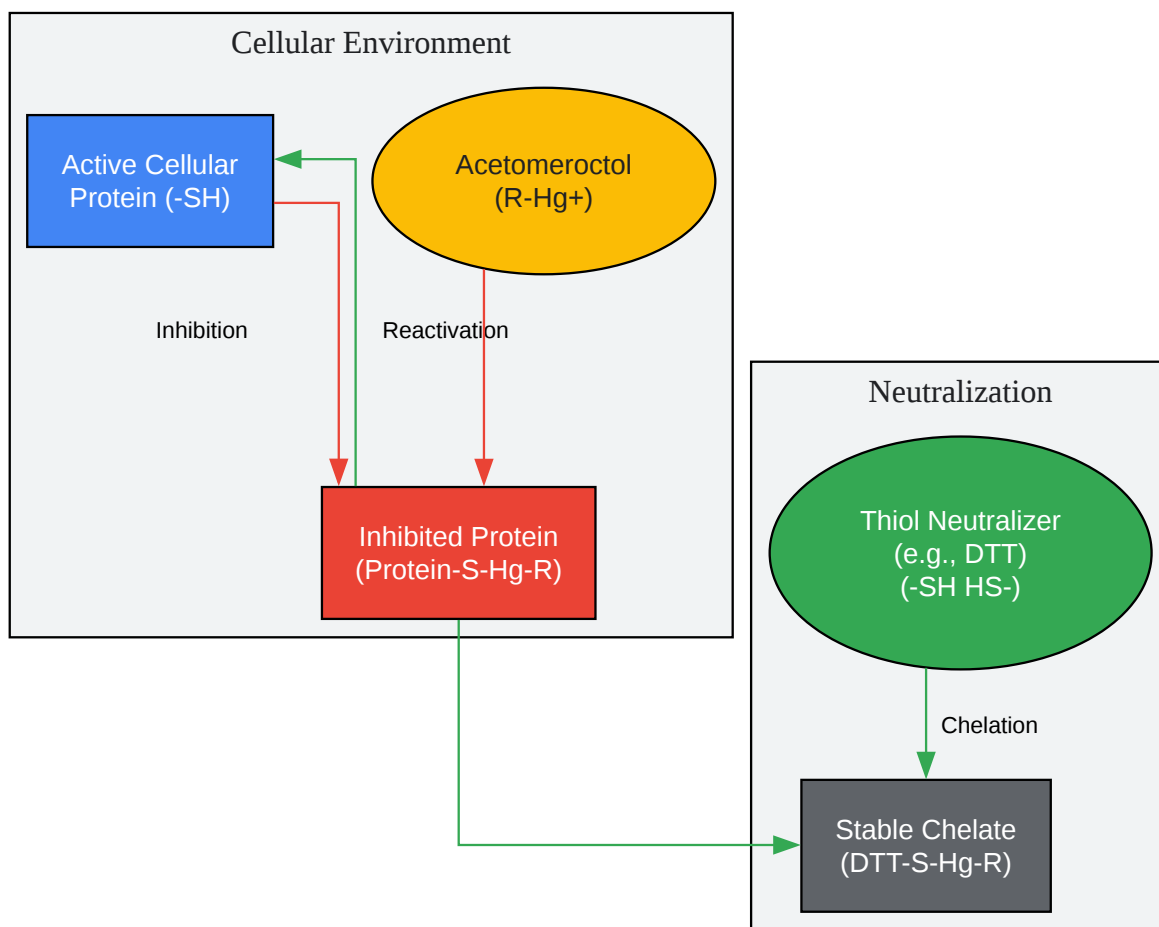 Cellular Environment
Active Cellular
Protein (-SH)
Acetomeroctol
(R-Hg+)
Inhibition
Reactivation
Inhibited Protein
(Protein-S-Hg-R)
Neutralization
Thiol Neutralizer
(e.g., DTT)
(-SH HS-)
Chelation
Stable Chelate
(DTT-S-Hg-R)